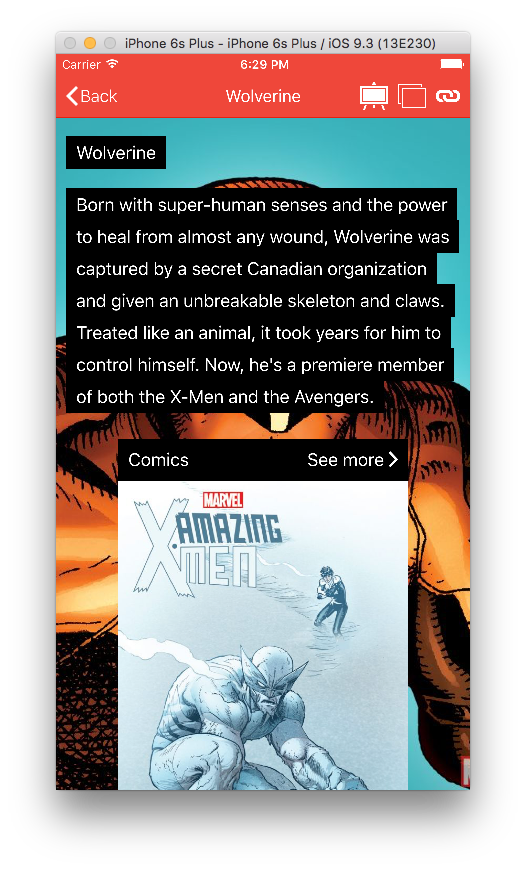 iPhone 6s Plus - iPhone 6s Plus / iOS 9.3 (13E230)
Carrier 6:29 PM
Back Wolverine
Wolverine
Born with super-human senses and the power
to heal from almost any wound, Wolverine was
captured by a secret Canadian organization
and given an unbreakable skeleton and claws.
Treated like an animal, it took years for him to
control himself. Now, he's a premiere member
of both the X-Men and the Avengers.
Comics See more
MARVEL
AMAZING
X-MEN